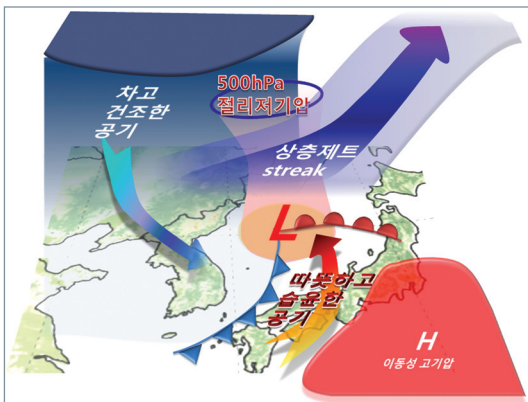 차고
건조한
공기
500hPa
절리저기압
상층제트
streak
L
따뜻하고
습윤한
공기
H
이동성 고기압